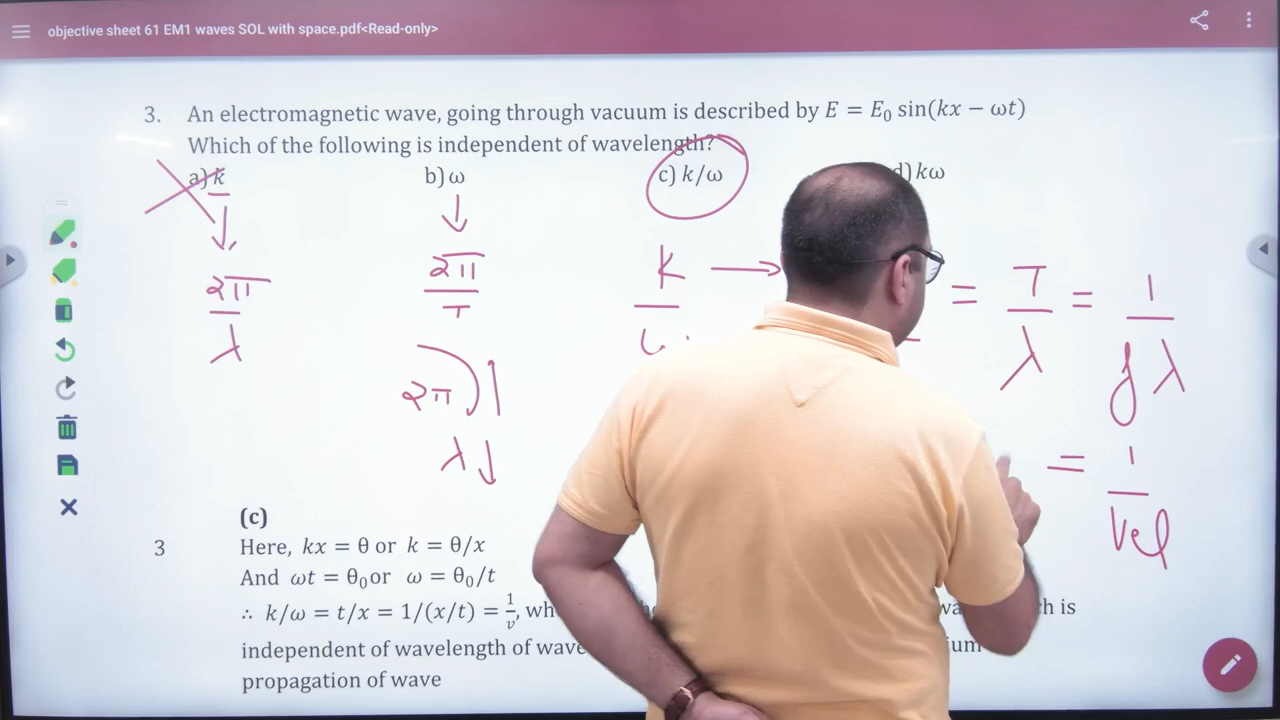 objective sheet 61 EM1 waves SOL with space.pdf<Read-only>
3. An electromagnetic wave, going through vacuum is described by E = E₀ sin(kx − ωt)
Which of the following is independent of wavelength?
a) k b) ω c) k/ω d) kω
2π/λ 2π/T k/ → = T/λ = 1/fλ
2π
λ↓
= 1/Vel
(c)
3 Here, kx = θ or k = θ/x
And ωt = θ₀or ω = θ₀/t
∴ k/ω = t/x = 1/(x/t) = 1/v, is
independent of wavelength of wave
propagation of wave